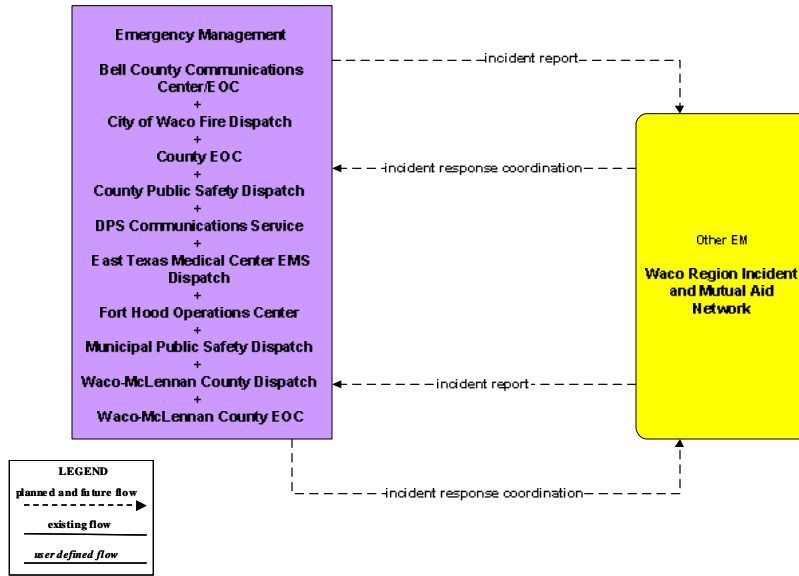 Emergency Management
Bell County Communications
Center/EOC
+
City of Waco Fire Dispatch
+
County EOC
+
County Public Safety Dispatch
+
DPS Communications Service
+
East Texas Medical Center EMS
Dispatch
+
Fort Hood Operations Center
+
Municipal Public Safety Dispatch
+
Waco-McLennan County Dispatch
+
Waco-McLennan County EOC
incident report
incident response coordination
incident report
incident response coordination
Other EM
Waco Region Incident
and Mutual Aid
Network
LEGEND
planned and future flow
existing flow
user defined flow